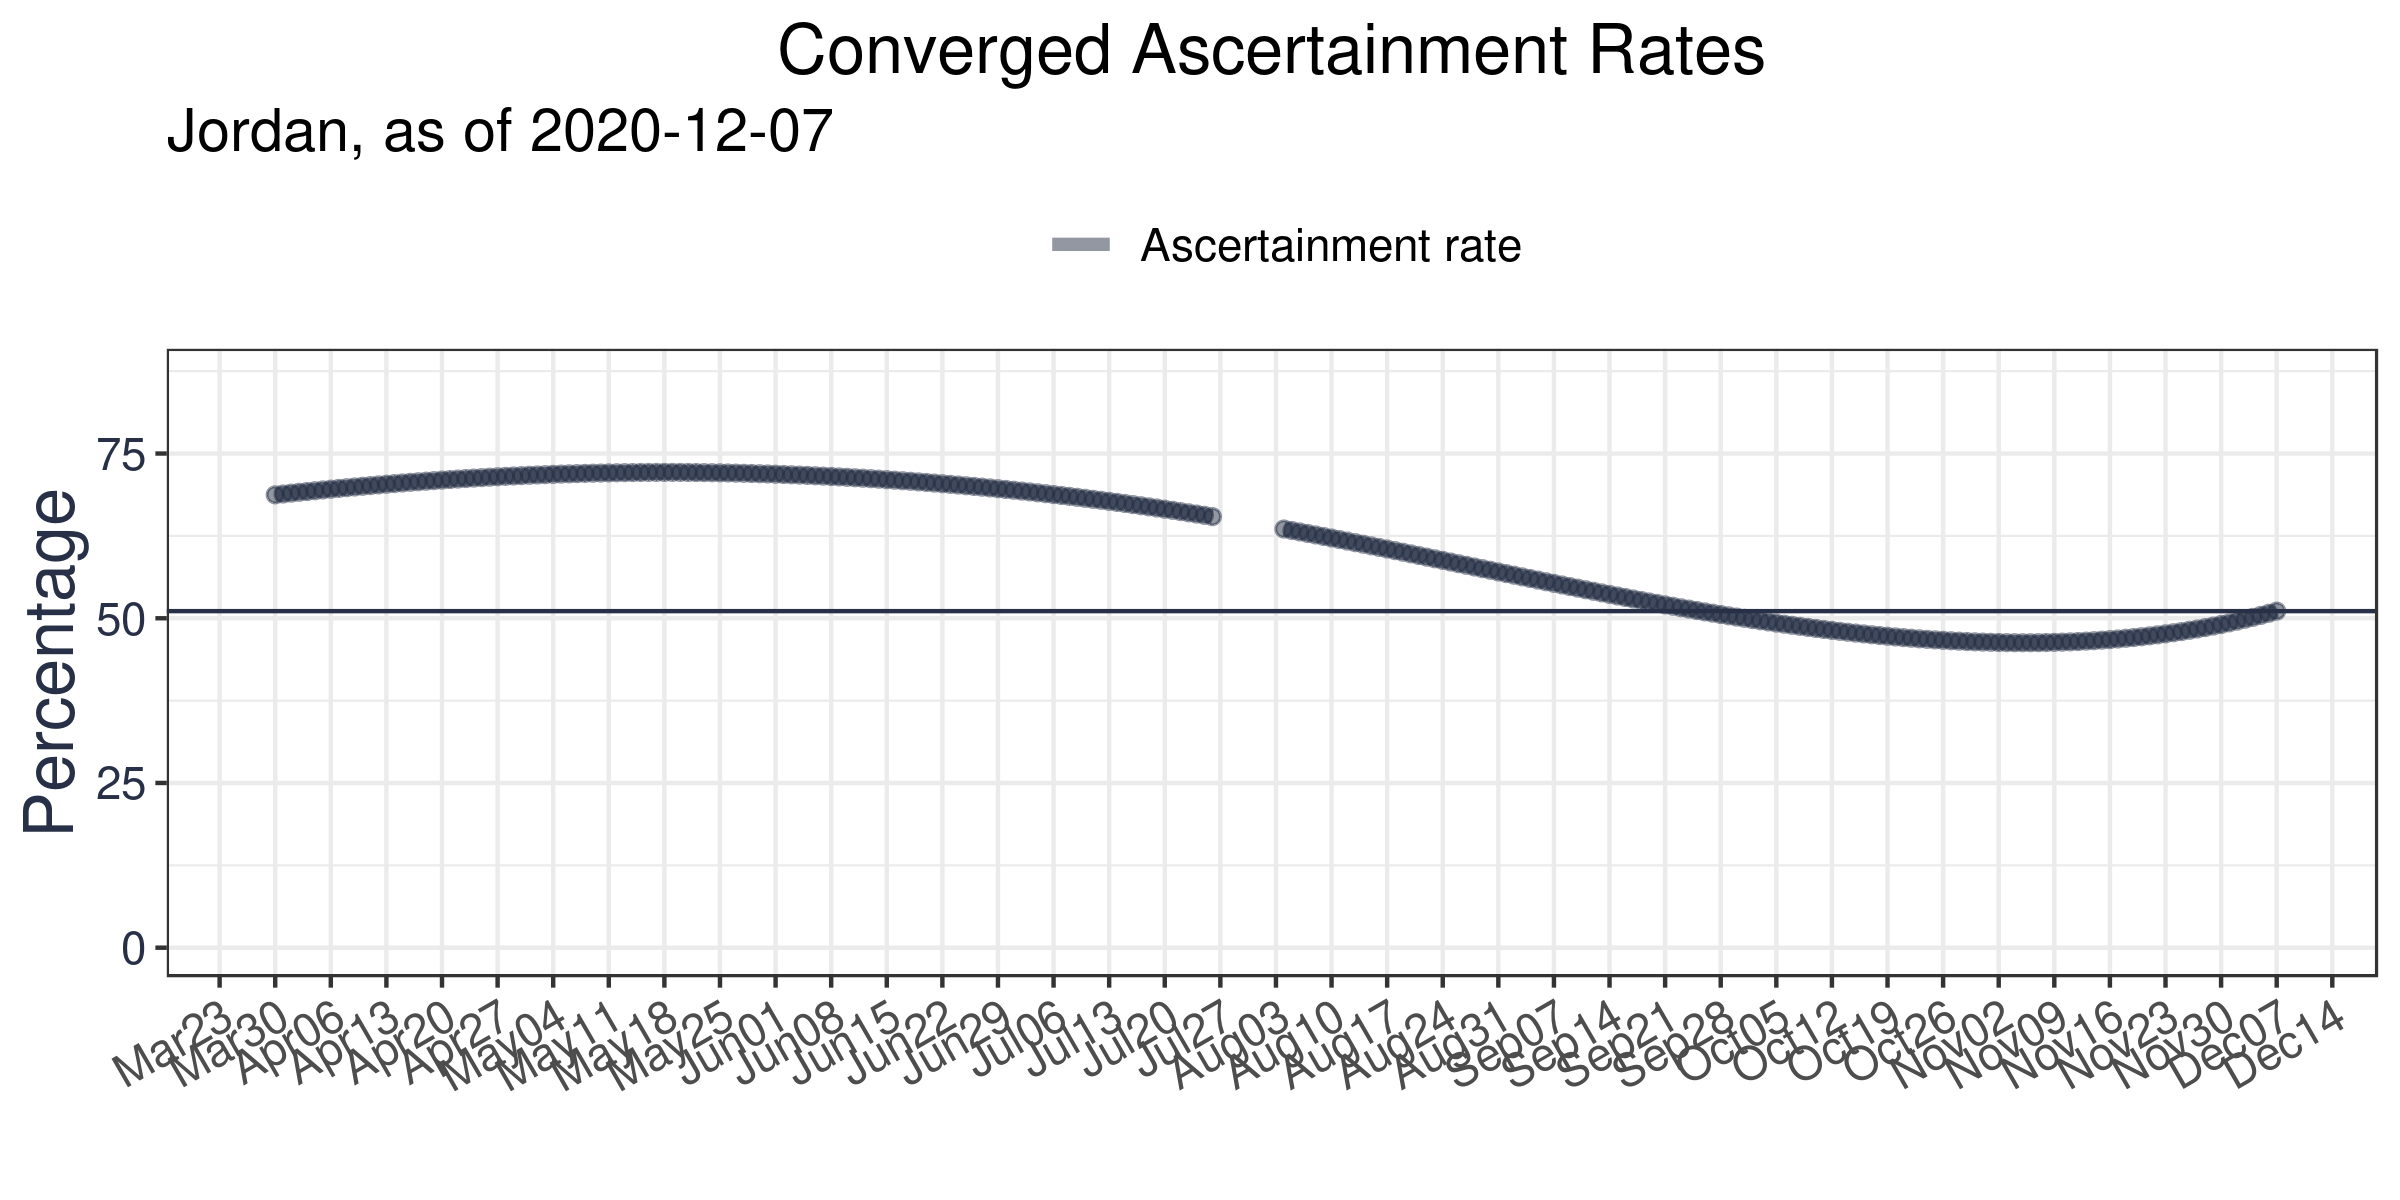 Converged Ascertainment Rates
Jordan, as of 2020-12-07
Ascertainment rate
Percentage
75
50
25
0
Mar23
Mar30
Apr06
Apr13
Apr20
Apr27
May04
May11
May18
May25
Jun01
Jun08
Jun15
Jun22
Jun29
Jul06
Jul13
Jul20
Jul27
Aug03
Aug10
Aug17
Aug24
Aug31
Sep07
Sep14
Sep21
Sep28
Oct05
Oct12
Oct19
Oct26
Nov02
Nov09
Nov16
Nov23
Nov30
Dec07
Dec14